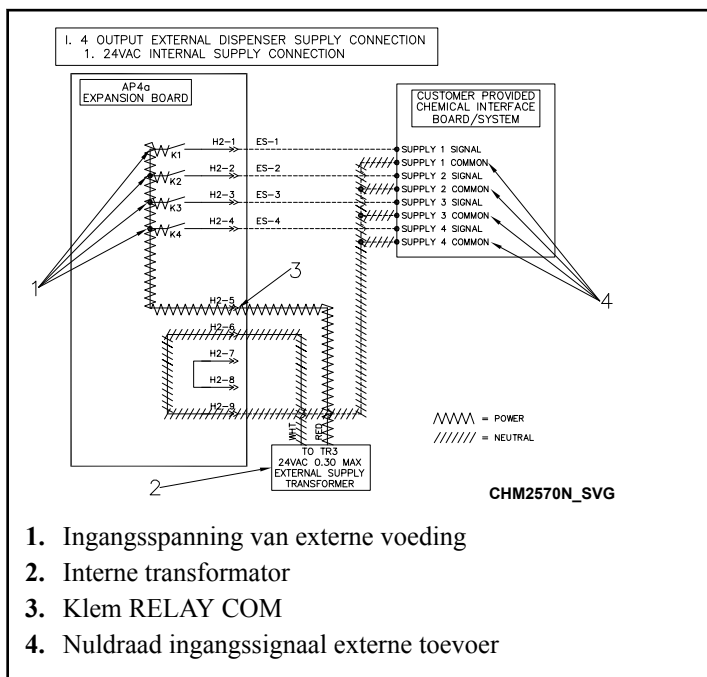 I. 4 OUTPUT EXTERNAL DISPENSER SUPPLY CONNECTION
1. 24VAC INTERNAL SUPPLY CONNECTION
AP4a
EXPANSION BOARD
CUSTOMER PROVIDED
CHEMICAL INTERFACE
BOARD/SYSTEM
K1
H2-1
ES-1
SUPPLY 1 SIGNAL
SUPPLY 1 COMMON
K2
H2-2
ES-2
SUPPLY 2 SIGNAL
SUPPLY 2 COMMON
K3
H2-3
ES-3
SUPPLY 3 SIGNAL
SUPPLY 3 COMMON
K4
H2-4
ES-4
SUPPLY 4 SIGNAL
SUPPLY 4 COMMON
1
3
4
H2-5
H2-6
H2-7
H2-8
H2-9
WHT
RED
= POWER
= NEUTRAL
2
TO TR3
24VAC 0.30 MAX
EXTERNAL SUPPLY
TRANSFORMER
CHM2570N_SVG
1. Ingangsspanning van externe voeding
2. Interne transformator
3. Klem RELAY COM
4. Nuldraad ingangssignaal externe toevoer